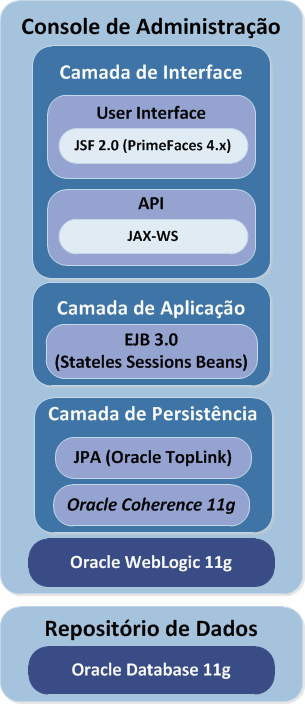 Console de Administração
Camada de Interface
User Interface
JSF 2.0 (PrimeFaces 4.x)
API
JAX-WS
Camada de Aplicação
EJB 3.0
(Stateles Sessions Beans)
Camada de Persistência
JPA (Oracle TopLink)
Oracle Coherence 11g
Oracle WebLogic 11g
Repositório de Dados
Oracle Database 11g